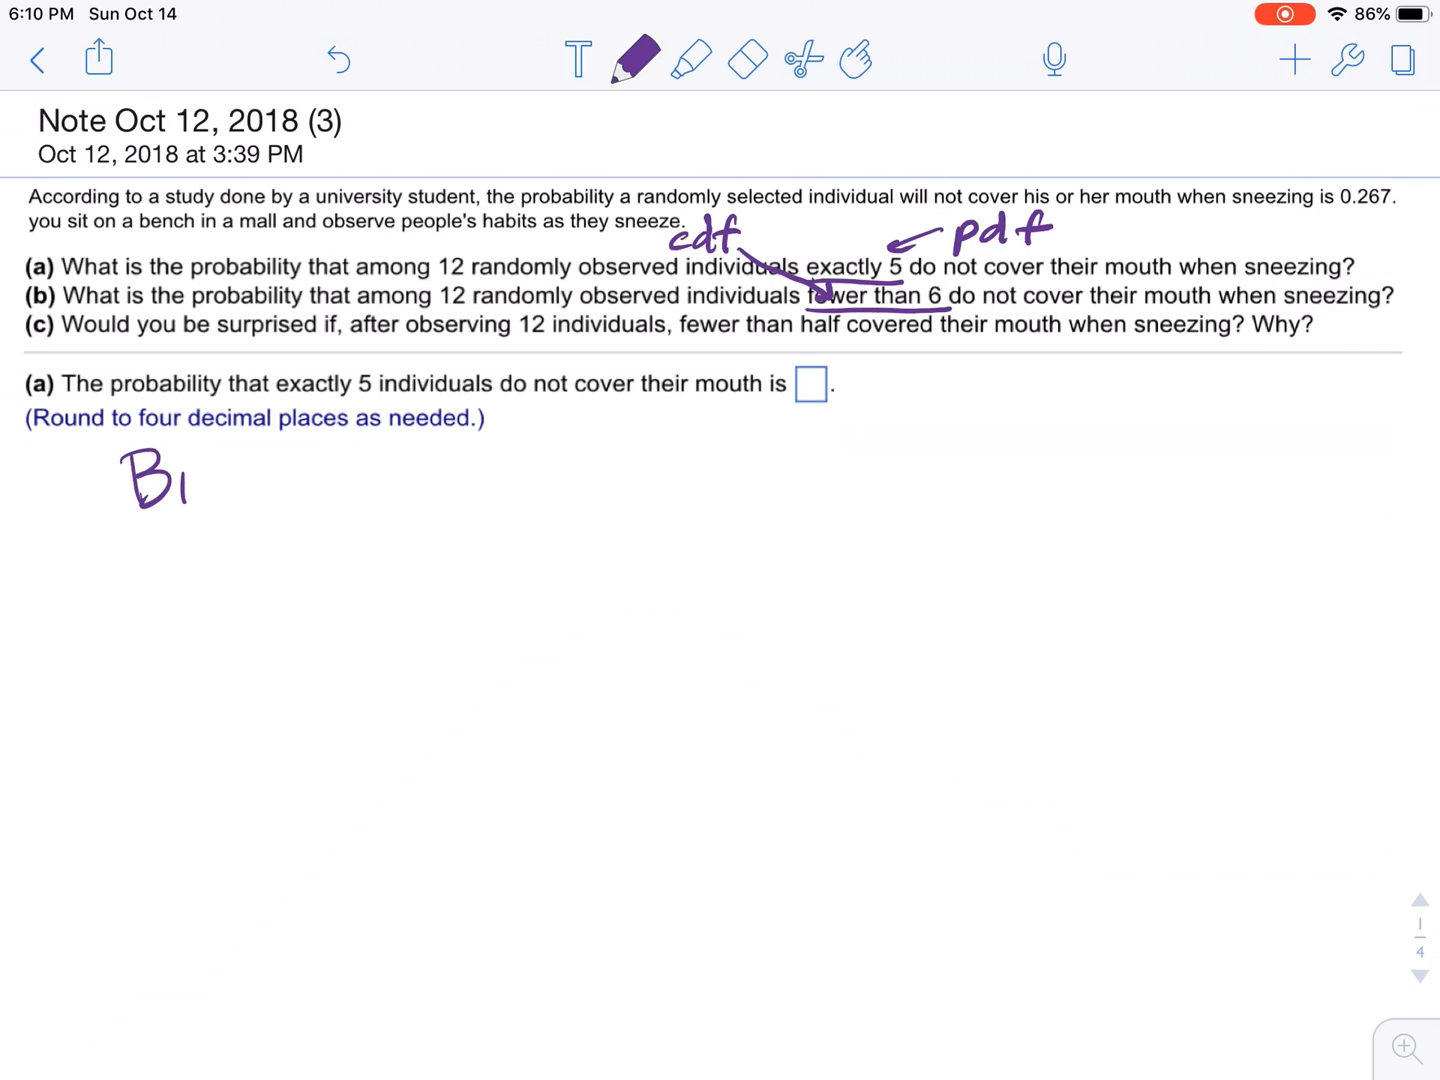 6:10 PM Sun Oct 14
86%
T
Note Oct 12, 2018 (3)
Oct 12, 2018 at 3:39 PM
According to a study done by a university student, the probability a randomly selected individual will not cover his or her mouth when sneezing is 0.267.
you sit on a bench in a mall and observe people's habits as they sneeze.
cdf pdf
(a) What is the probability that among 12 randomly observed individuals exactly 5 do not cover their mouth when sneezing?
(b) What is the probability that among 12 randomly observed individuals fewer than 6 do not cover their mouth when sneezing?
(c) Would you be surprised if, after observing 12 individuals, fewer than half covered their mouth when sneezing? Why?
(a) The probability that exactly 5 individuals do not cover their mouth is .
(Round to four decimal places as needed.)
BI
1
4